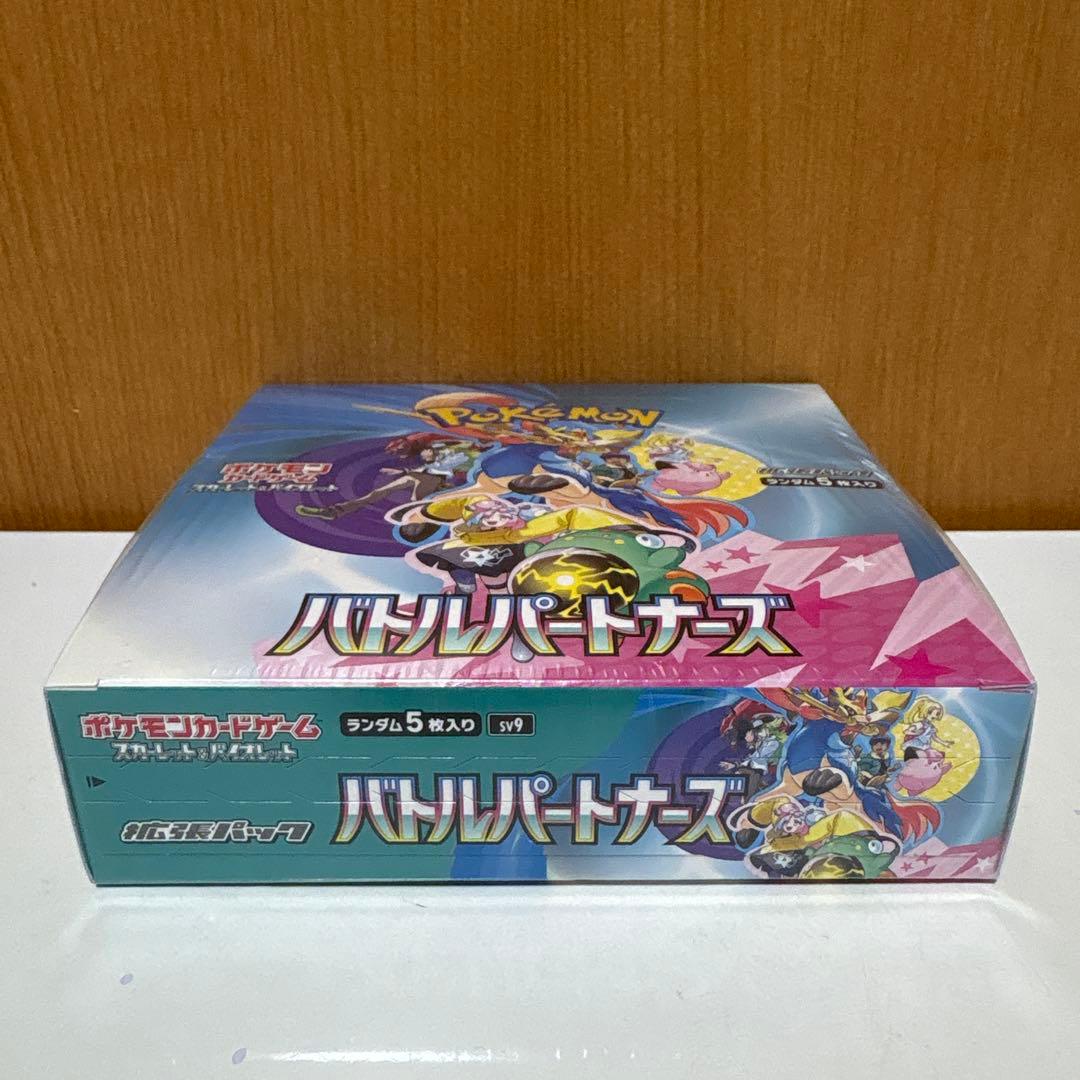 POKÉMON
ポケモン
カードゲーム
スカーレット&バイオレット
拡張パック
ランダム5枚入り
バトルパートナーズ
ポケモンカードゲーム
スカーレット&バイオレット
ランダム5枚入り
SV9
拡張パック
バトルパートナーズ